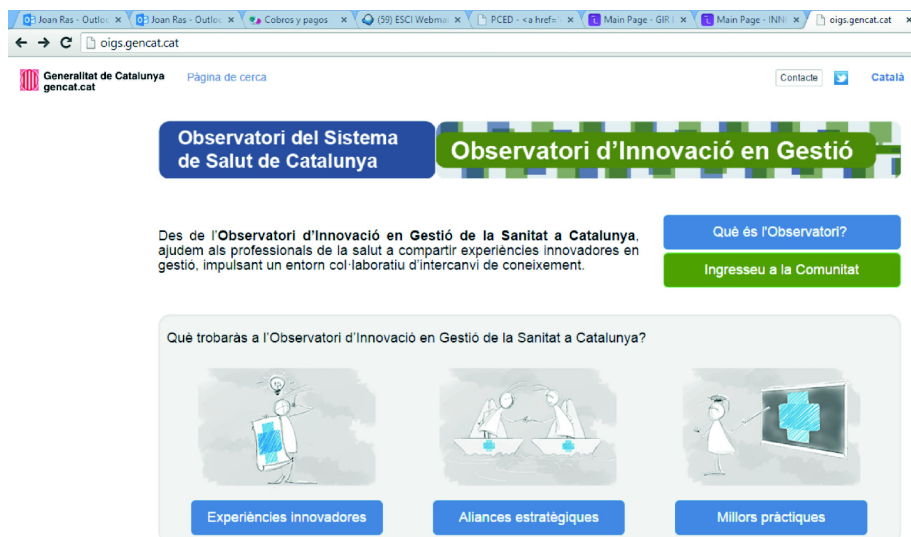 Joan Ras - Outloc
Joan Ras - Outloc
Cobros y pagos
(59) ESCI Webmai
PCED - <a href='
Main Page - GIR
Main Page - INN
oigs.gencat.cat
oigs.gencat.cat
Generalitat de Catalunya
gencat.cat
Pàgina de cerca
Contacte
Català
Observatori del Sistema
de Salut de Catalunya
Observatori d'Innovació en Gestió
Des de l'Observatori d'Innovació en Gestió de la Sanitat a Catalunya,
ajudem als professionals de la salut a compartir experiències innovadores en
gestió, impulsant un entorn col·laboratiu d'intercanvi de coneixement.
Què és l'Observatori?
Ingresseu a la Comunitat
Què trobaràs a l'Observatori d'Innovació en Gestió de la Sanitat a Catalunya?
Experiències innovadores
Aliances estratègiques
Millors pràctiques